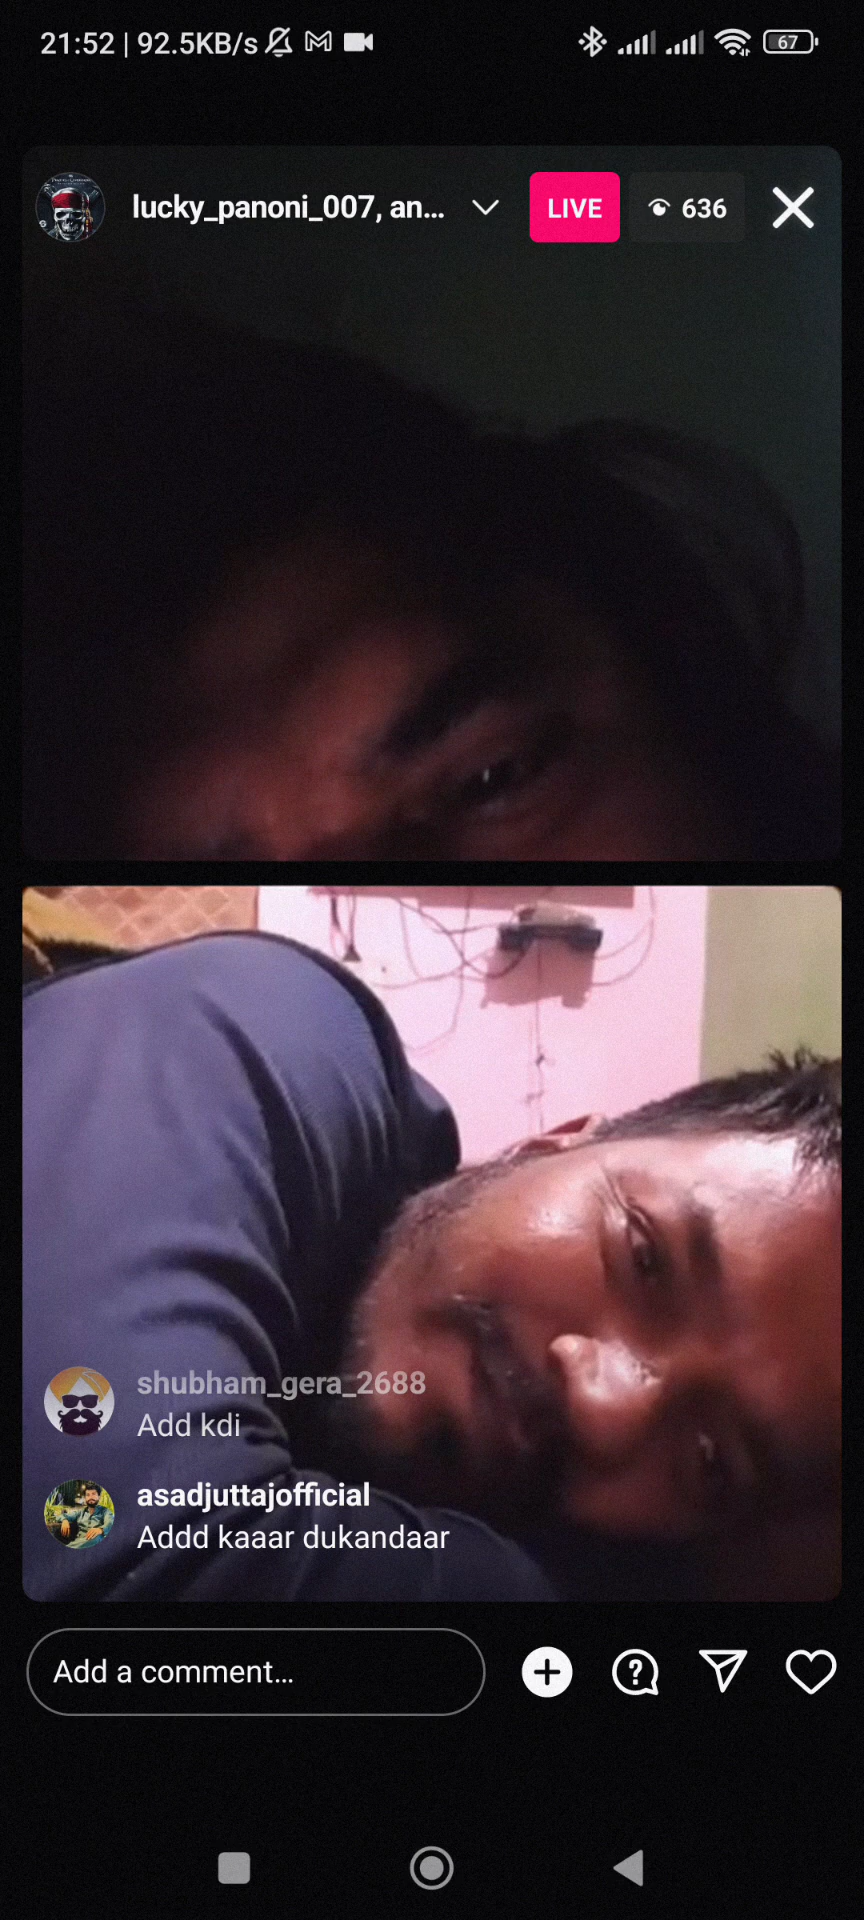 21:52 | 92.5KB/s
67
lucky_panoni_007, an...
LIVE
636
shubham_gera_2688
Add kdi
asadjuttajofficial
Addd kaaar dukandaar
Add a comment...